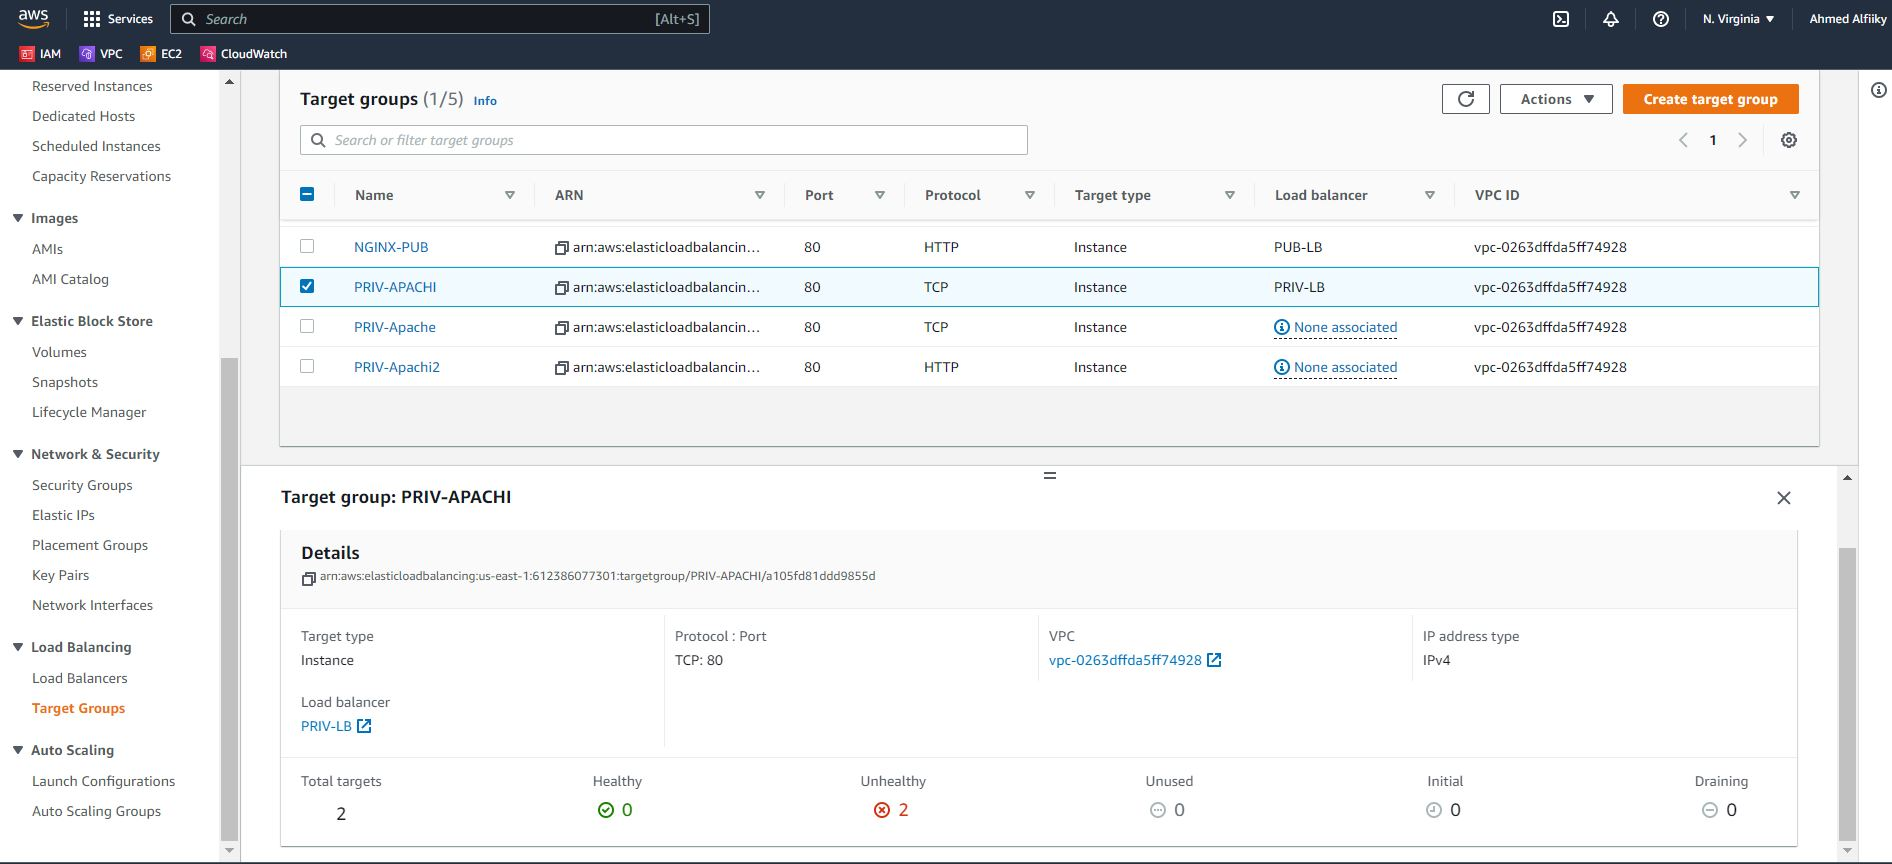 aws
Services
Search
[Alt+S]
N. Virginia
Ahmed Alfiiky
IAM
VPC
EC2
CloudWatch
Reserved Instances
Dedicated Hosts
Scheduled Instances
Capacity Reservations
Images
AMIs
AMI Catalog
Elastic Block Store
Volumes
Snapshots
Lifecycle Manager
Network & Security
Security Groups
Elastic IPs
Placement Groups
Key Pairs
Network Interfaces
Load Balancing
Load Balancers
Target Groups
Auto Scaling
Launch Configurations
Auto Scaling Groups
Target groups (1/5) Info
Actions
Create target group
Search or filter target groups
1
Name ARN Port Protocol Target type Load balancer VPC ID
NGINX-PUB arn:aws:elasticloadbalancin... 80 HTTP Instance PUB-LB vpc-0263dffda5ff74928
PRIV-APACHI arn:aws:elasticloadbalancin... 80 TCP Instance PRIV-LB vpc-0263dffda5ff74928
PRIV-Apache arn:aws:elasticloadbalancin... 80 TCP Instance None associated vpc-0263dffda5ff74928
PRIV-Apachi2 arn:aws:elasticloadbalancin... 80 HTTP Instance None associated vpc-0263dffda5ff74928
Target group: PRIV-APACHI
Details
arn:aws:elasticloadbalancing:us-east-1:612386077301:targetgroup/PRIV-APACHI/a105fd81ddd9855d
Target type Protocol : Port VPC IP address type
Instance TCP: 80 vpc-0263dffda5ff74928 IPv4
Load balancer
PRIV-LB
Total targets Healthy Unhealthy Unused Initial Draining
2 0 2 0 0 0